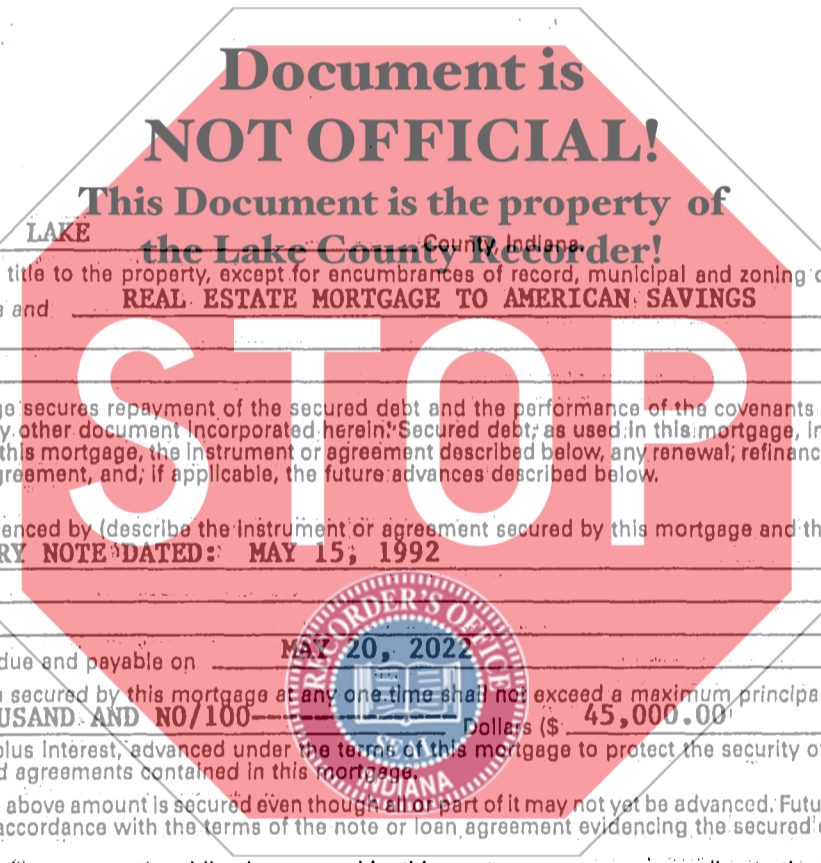 Document is
NOT OFFICIAL!
This Document is the property of
the Lake County Recorder!
LAKE County, Indiana.
title to the property, except for encumbrances of record, municipal and zoning
and REAL ESTATE MORTGAGE TO AMERICAN SAVINGS
STOP
secures repayment of the secured debt and the performance of the covenants
other document incorporated herein. Secured debt, as used in this mortgage,
this mortgage, the instrument or agreement described below, any renewal, refinanc
greement, and, if applicable, the future advances described below.
enced by (describe the instrument or agreement secured by this mortgage and th
RY NOTE DATED: MAY 15, 1992
due and payable on MAY 20, 2022
secured by this mortgage at any one time shall not exceed a maximum principa
USAND AND NO/100---------- Dollars ($ 45,000.00
plus interest, advanced under the terms of this mortgage to protect the security
agreements contained in this mortgage.
above amount is secured even though all or part of it may not yet be advanced. Futu
accordance with the terms of the note or loan agreement evidencing the secured
RECORDER'S OFFICE
SEAL
INDIANA